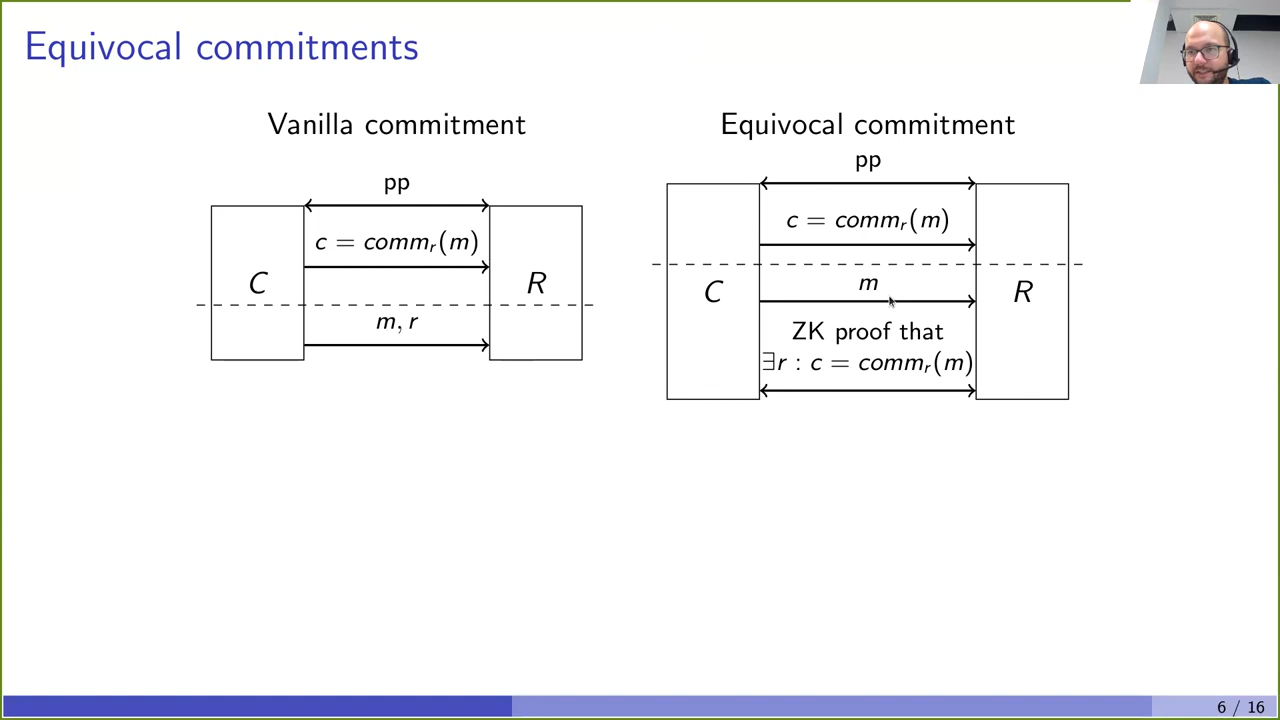 Equivocal commitments
Vanilla commitment
pp
c = comm_r(m)
C
R
m, r
Equivocal commitment
pp
c = comm_r(m)
C
R
m
ZK proof that
∃r : c = comm_r(m)
6 / 16